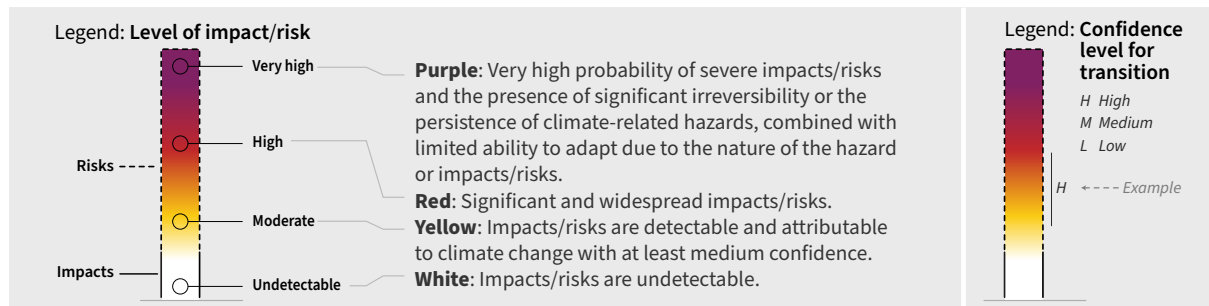 Legend: Level of impact/risk
Very high
High
Risks
Moderate
Impacts
Undetectable
Purple: Very high probability of severe impacts/risks
and the presence of significant irreversibility or the
persistence of climate-related hazards, combined with
limited ability to adapt due to the nature of the hazard
or impacts/risks.
Red: Significant and widespread impacts/risks.
Yellow: Impacts/risks are detectable and attributable
to climate change with at least medium confidence.
White: Impacts/risks are undetectable.
Legend: Confidence
level for
transition
H High
M Medium
L Low
H Example